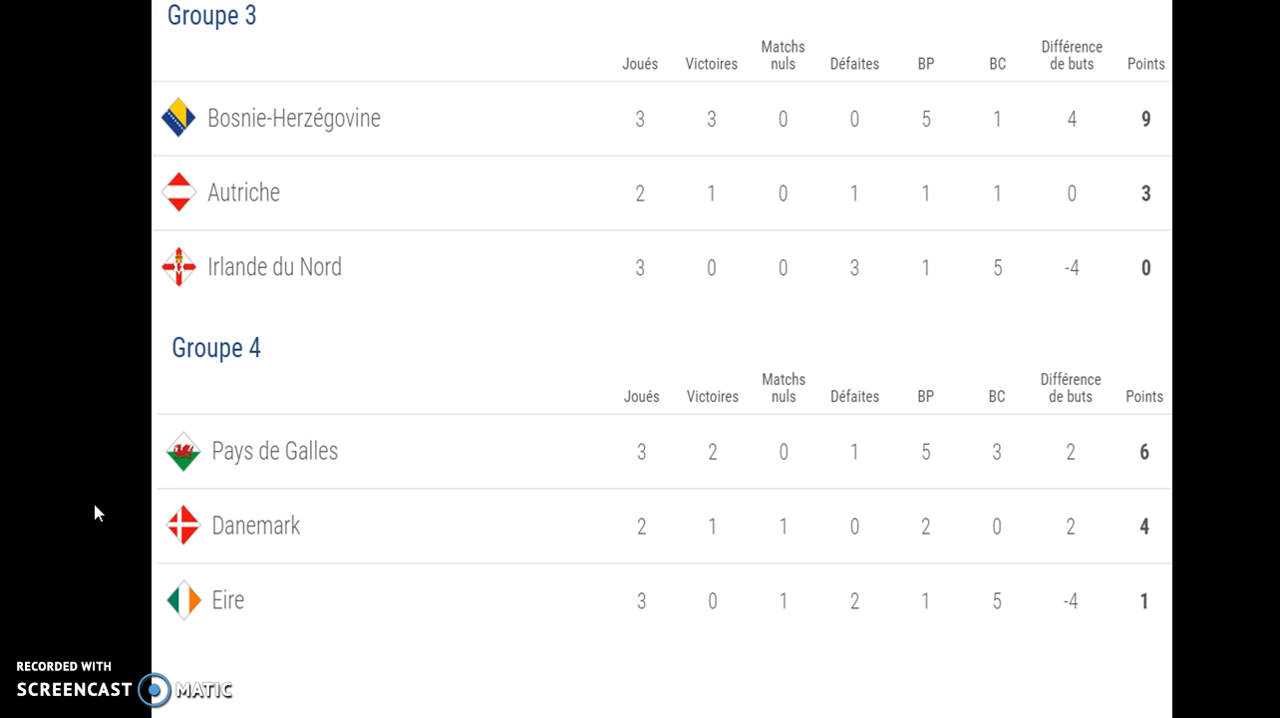 Groupe 3
Joués Victoires Matchs nuls Défaites BP BC Différence de buts Points
Bosnie-Herzégovine 3 3 0 0 5 1 4 9
Autriche 2 1 0 1 1 1 0 3
Irlande du Nord 3 0 0 3 1 5 -4 0
Groupe 4
Joués Victoires Matchs nuls Défaites BP BC Différence de buts Points
Pays de Galles 3 2 0 1 5 3 2 6
Danemark 2 1 1 0 2 0 2 4
Eire 3 0 1 2 1 5 -4 1
RECORDED WITH
SCREENCAST MATIC